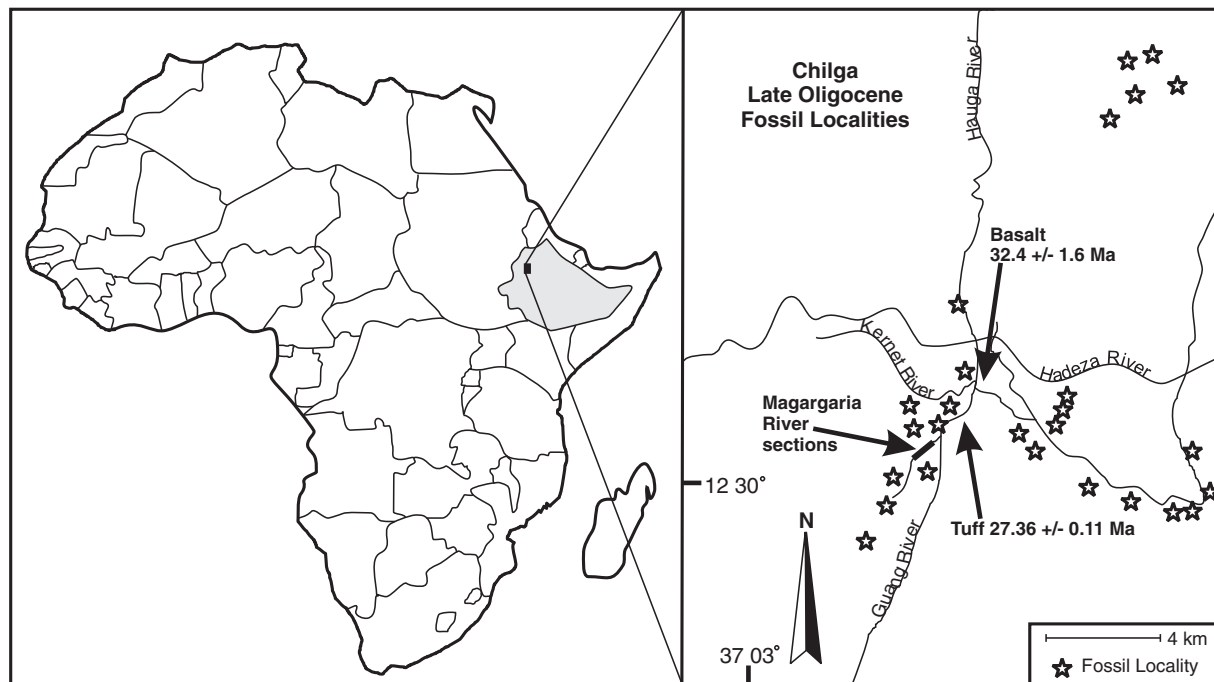 Chilga
Late Oligocene
Fossil Localities
Hauga River
Basalt
32.4 +/- 1.6 Ma
Kernet River
Hadeza River
Magargaria
River
sections
12 30°
Tuff 27.36 +/- 0.11 Ma
N
Guang River
37 03°
4 km
Fossil Locality